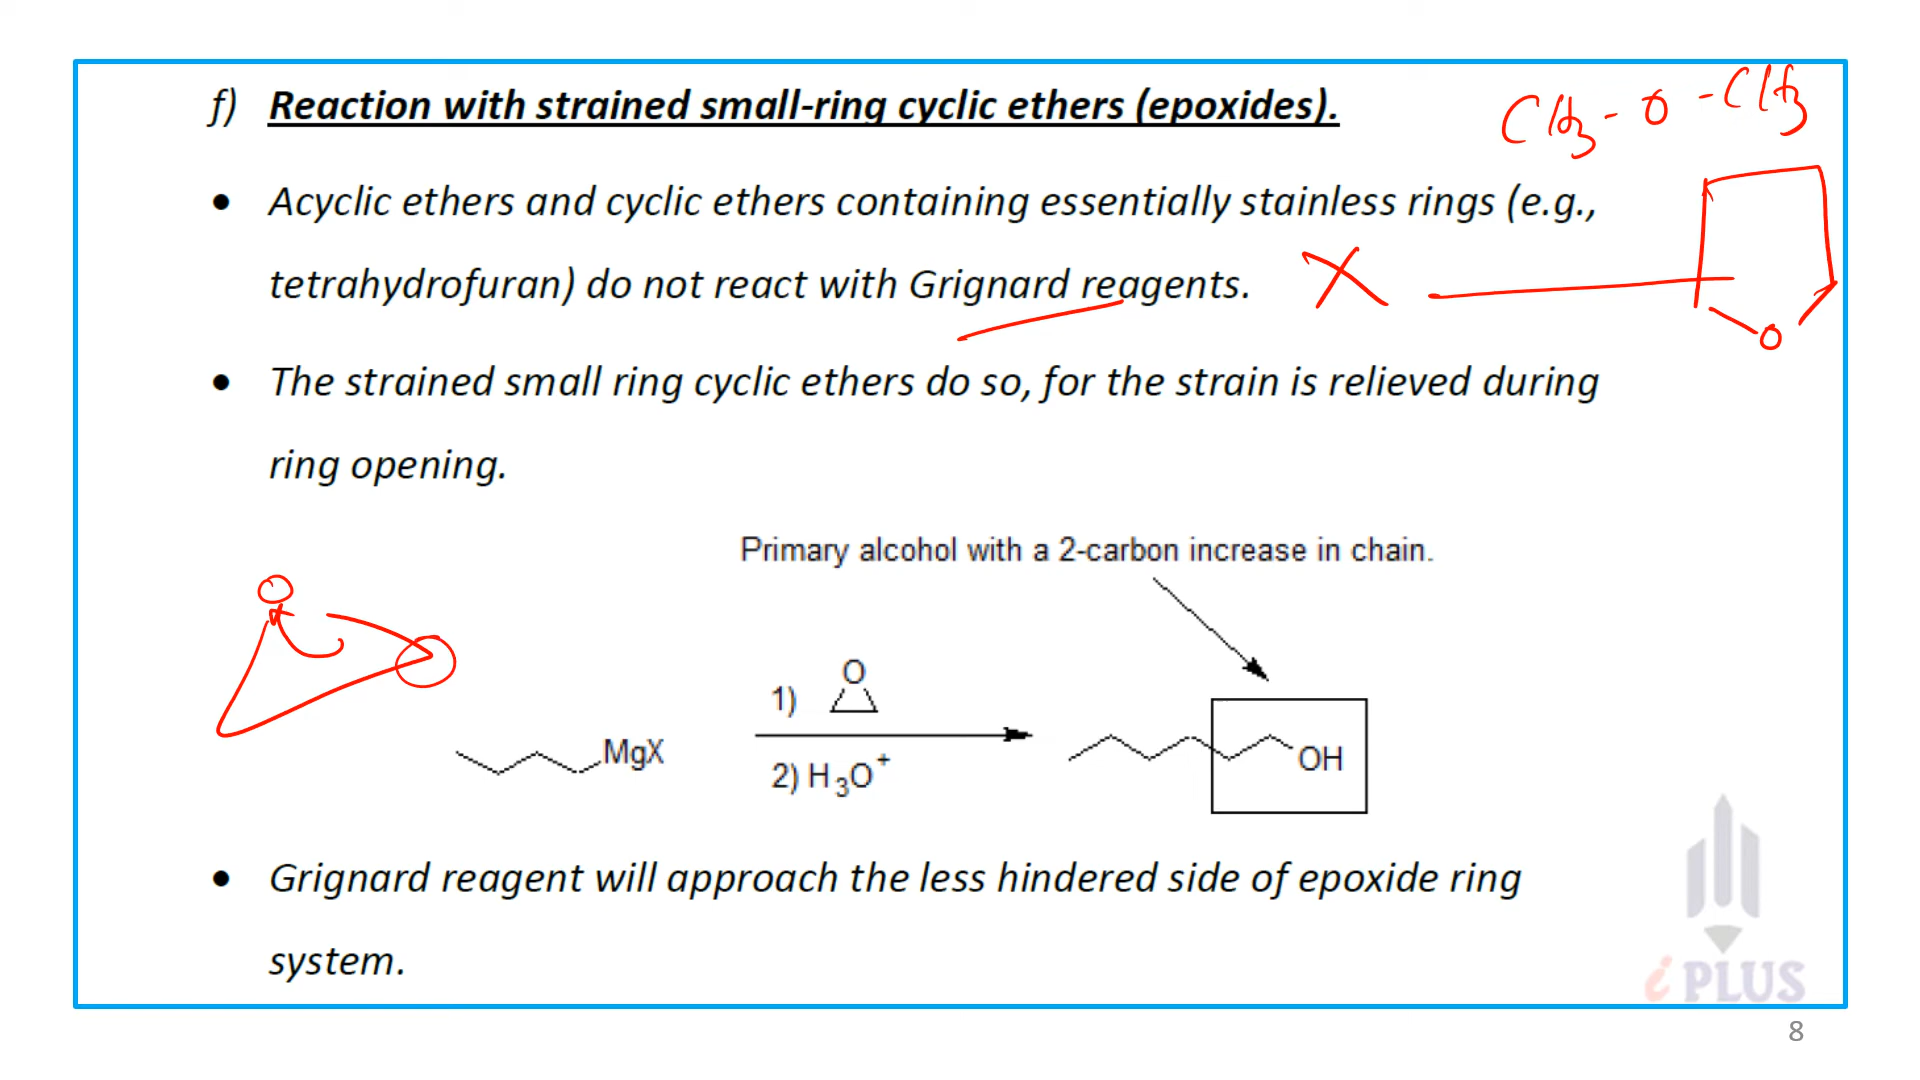 f) Reaction with strained small-ring cyclic ethers (epoxides).
CH3 - O - CH3
• Acyclic ethers and cyclic ethers containing essentially stainless rings (e.g.,
tetrahydrofuran) do not react with Grignard reagents.
O
• The strained small ring cyclic ethers do so, for the strain is relieved during
ring opening.
Primary alcohol with a 2-carbon increase in chain.
O
1) O
MgX
2) H3O+
OH
• Grignard reagent will approach the less hindered side of epoxide ring
system.
i PLUS
8